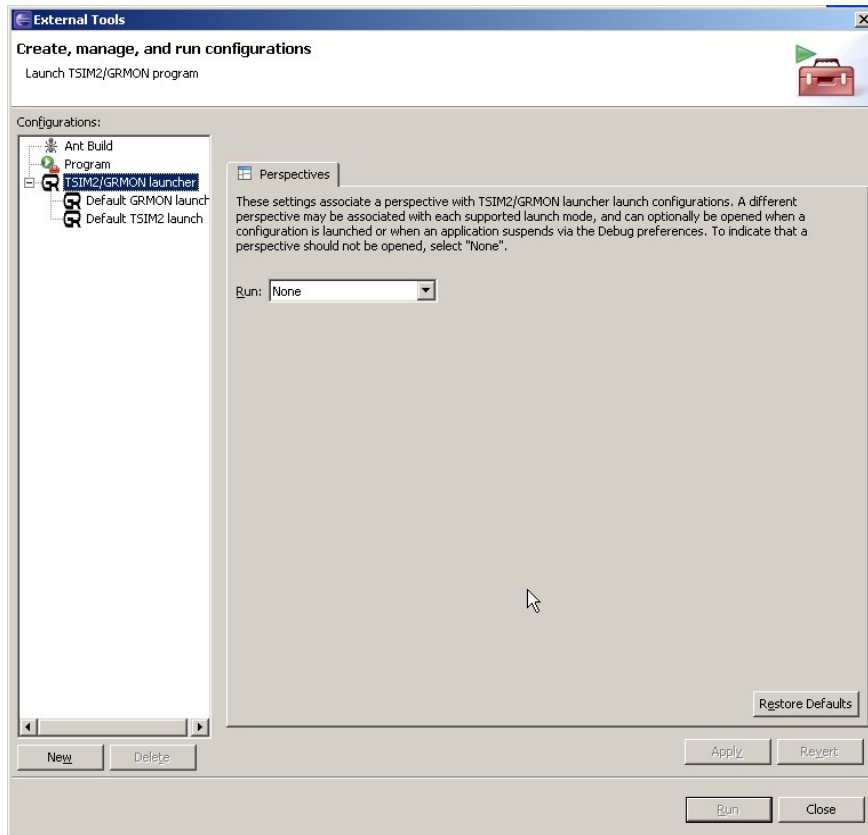 External Tools
Create, manage, and run configurations
Launch TSIM2/GRMON program
Configurations:
Ant Build
Program
TSIM2/GRMON launcher
Default GRMON launch
Default TSIM2 launch
Perspectives
These settings associate a perspective with TSIM2/GRMON launcher launch configurations. A different
perspective may be associated with each supported launch mode, and can optionally be opened when a
configuration is launched or when an application suspends via the Debug preferences. To indicate that a
perspective should not be opened, select "None".
Run: None
Restore Defaults
New Delete Apply Revert
Run Close